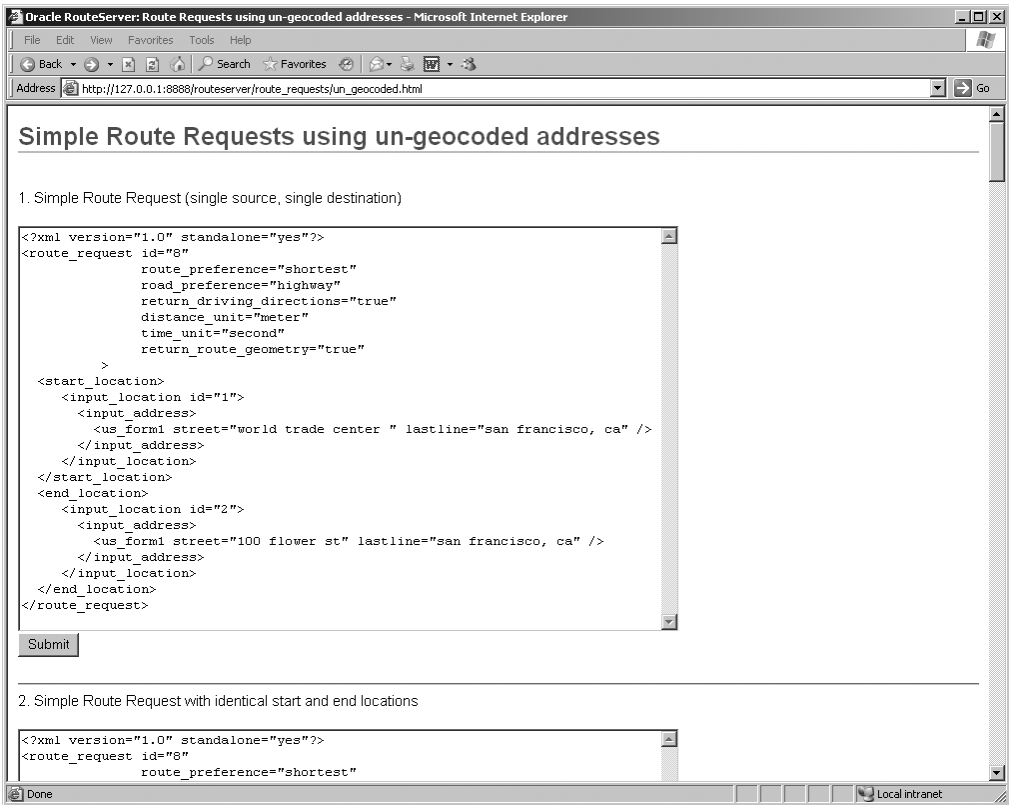 Oracle RouteServer: Route Requests using un-geocoded addresses - Microsoft Internet Explorer
File Edit View Favorites Tools Help
Back Search Favorites
Address http://127.0.0.1:8888/routeserver/route_requests/un_geocoded.html Go
Simple Route Requests using un-geocoded addresses
1. Simple Route Request (single source, single destination)
<?xml version="1.0" standalone="yes"?>
<route_request id="8"
route_preference="shortest"
road_preference="highway"
return_driving_directions="true"
distance_unit="meter"
time_unit="second"
return_route_geometry="true"
>
<start_location>
<input_location id="1">
<input_address>
<us_form1 street="world trade center " lastline="san francisco, ca" />
</input_address>
</input_location>
</start_location>
<end_location>
<input_location id="2">
<input_address>
<us_form1 street="100 flower st" lastline="san francisco, ca" />
</input_address>
</input_location>
</end_location>
</route_request>
Submit
2. Simple Route Request with identical start and end locations
<?xml version="1.0" standalone="yes"?>
<route_request id="8"
route_preference="shortest"
Done Local intranet